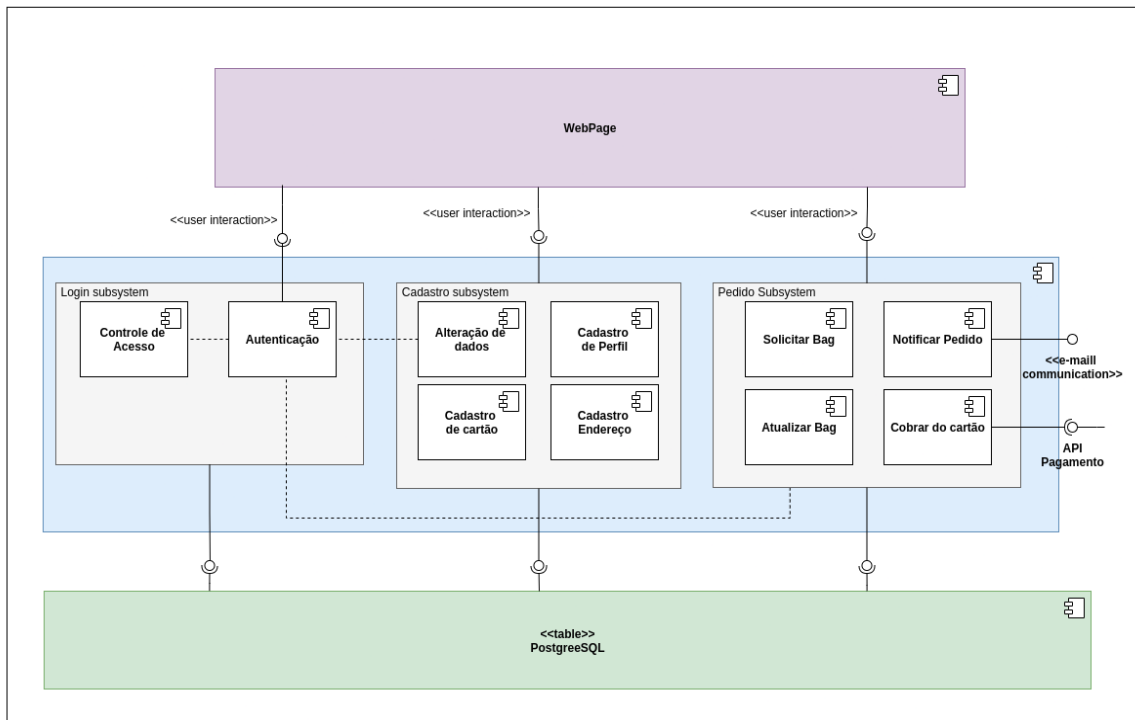 WebPage
<<user interaction>>
<<user interaction>>
<<user interaction>>
Login subsystem
Controle de
Acesso
Autenticação
Cadastro subsystem
Alteração de
dados
Cadastro
de Perfil
Cadastro
de cartão
Cadastro
Endereço
Pedido Subsystem
Solicitar Bag
Notificar Pedido
Atualizar Bag
Cobrar do cartão
<<e-maill
communication>>
API
Pagamento
<<table>>
PostgreeSQL